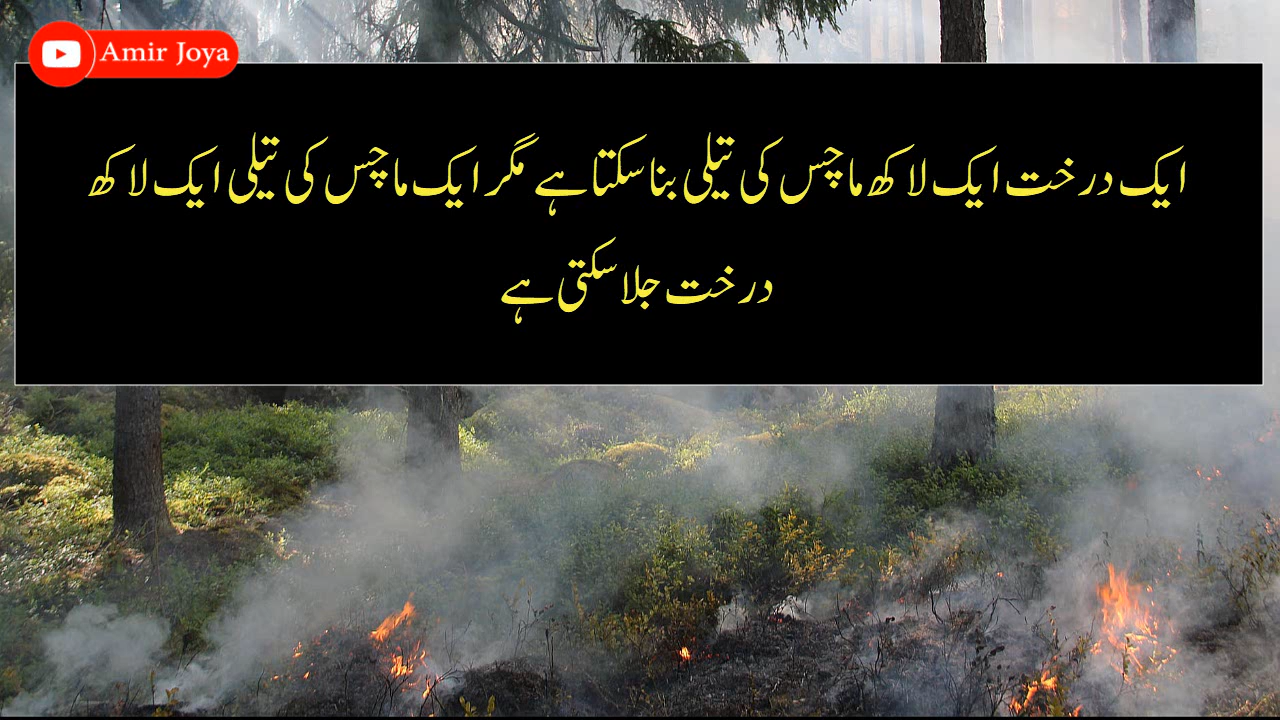 Amir Joya
ایک درخت ایک لاکھ ماچس کی تیلی بنا سکتا ہے مگر ایک ماچس کی تیلی ایک لاکھ
درخت جلا سکتی ہے